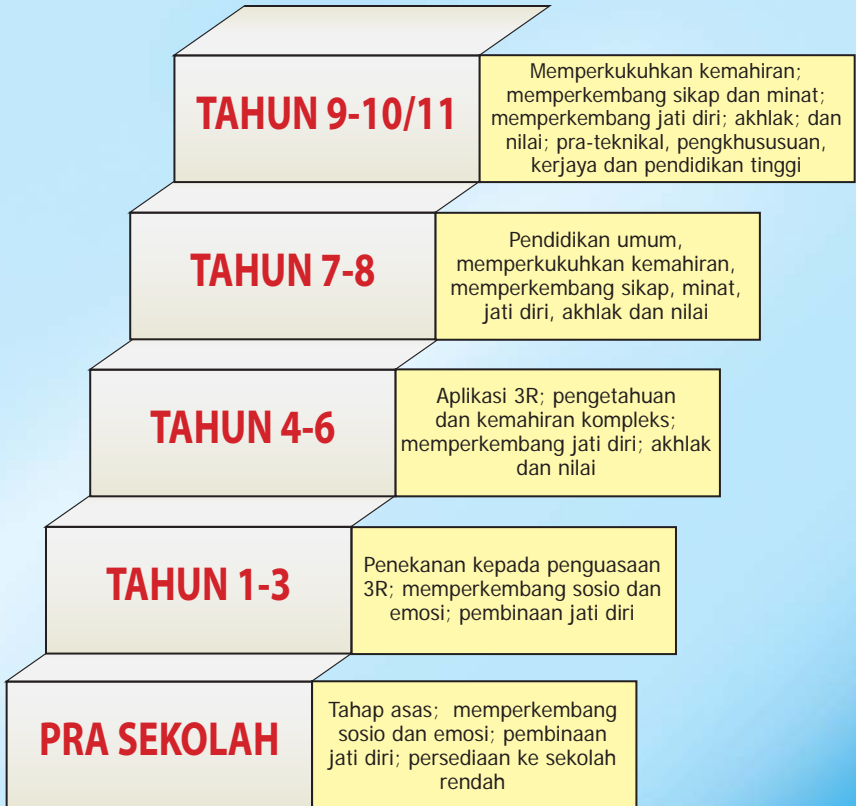 TAHUN 9-10/11
Memperkukuhkan kemahiran;
memperkembang sikap dan minat;
memperkembang jati diri; akhlak; dan
nilai; pra-teknikal, pengkhususuan,
kerjaya dan pendidikan tinggi
TAHUN 7-8
Pendidikan umum,
memperkukuhkan kemahiran,
memperkembang sikap, minat,
jati diri, akhlak dan nilai
TAHUN 4-6
Aplikasi 3R; pengetahuan
dan kemahiran kompleks;
memperkembang jati diri; akhlak
dan nilai
TAHUN 1-3
Penekanan kepada penguasaan
3R; memperkembang sosio dan
emosi; pembinaan jati diri
PRA SEKOLAH
Tahap asas; memperkembang
sosio dan emosi; pembinaan
jati diri; persediaan ke sekolah
rendah